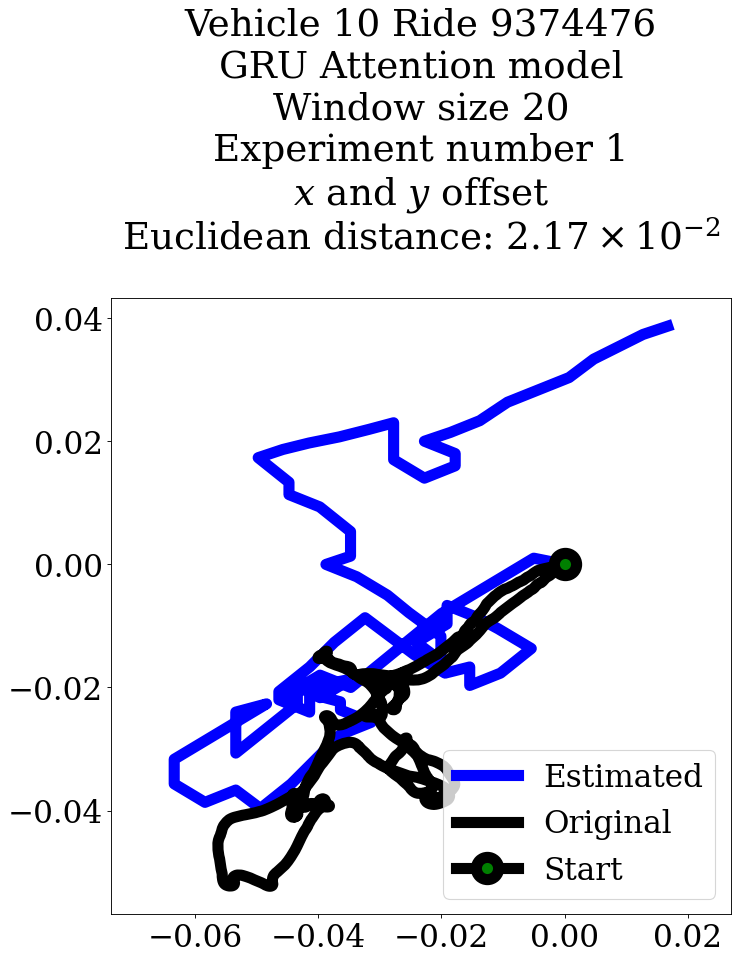 Vehicle 10 Ride 9374476
GRU Attention model
Window size 20
Experiment number 1
x and y offset
Euclidean distance: 2.17 × 10⁻²
0.04
0.02
0.00
−0.02
−0.04
Estimated
Original
Start
−0.06 −0.04 −0.02 0.00 0.02